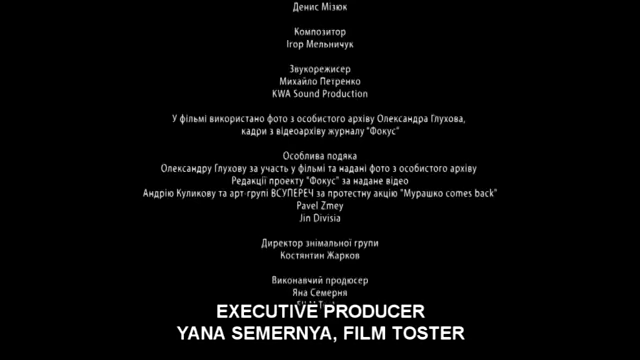 Денис Мізюк
Композитор
Ігор Мельничук
Звукорежисер
Михайло Петренко
KWA Sound Production
У фільмі використано фото з особистого архіву Олександра Глухова,
кадри з відеоархіву журналу "Фокус"
Особлива подяка
Олександру Глухову за участь у фільмі та надані фото з особистого архіву
Редакції проекту "Фокус" за надане відео
Андрію Куликову та арт-групі ВСУПЕРЕЧ за протестну акцію "Мурашко comes back"
Pavel Zmey
Jin Divisia
Директор знімальної групи
Костянтин Жарков
Виконавчий продюсер
Яна Семерня
EXECUTIVE PRODUCER
YANA SEMERNYA, FILM TOSTER